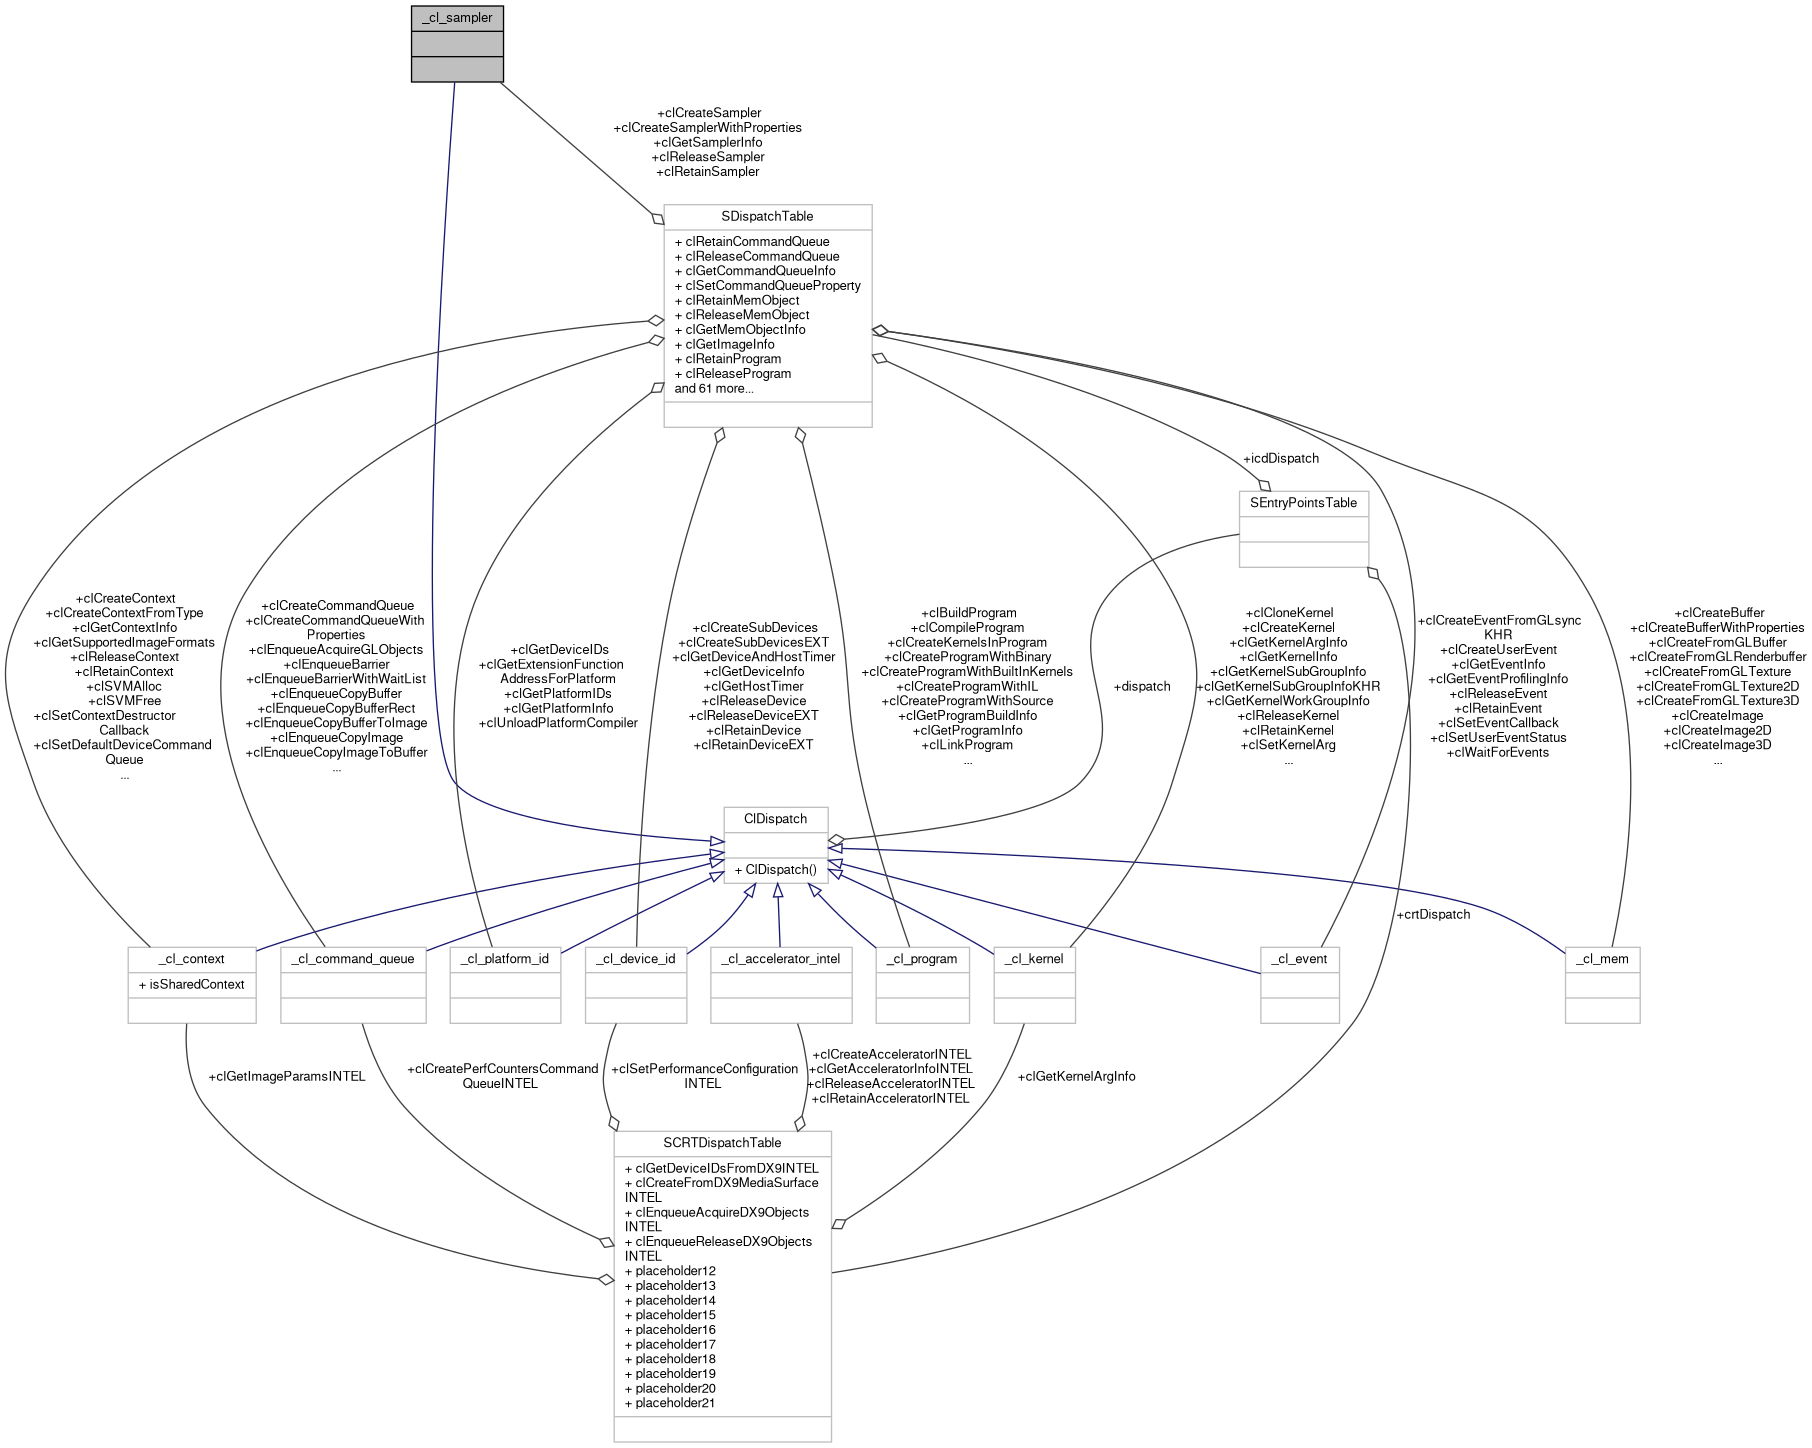 _cl_sampler
+clCreateSampler
+clCreateSamplerWithProperties
+clGetSamplerInfo
+clReleaseSampler
+clRetainSampler
SDispatchTable
+ clRetainCommandQueue
+ clReleaseCommandQueue
+ clGetCommandQueueInfo
+ clSetCommandQueueProperty
+ clRetainMemObject
+ clReleaseMemObject
+ clGetMemObjectInfo
+ clGetImageInfo
+ clRetainProgram
+ clReleaseProgram
and 61 more...
+icdDispatch
SEntryPointsTable
+clCreateContext
+clCreateContextFromType
+clGetContextInfo
+clGetSupportedImageFormats
+clReleaseContext
+clRetainContext
+clSVMAlloc
+clSVMFree
+clSetContextDestructor
Callback
+clSetDefaultDeviceCommand
Queue
...
+clCreateCommandQueue
+clCreateCommandQueueWith
Properties
+clEnqueueAcquireGLObjects
+clEnqueueBarrier
+clEnqueueBarrierWithWaitList
+clEnqueueCopyBuffer
+clEnqueueCopyBufferRect
+clEnqueueCopyBufferToImage
+clEnqueueCopyImage
+clEnqueueCopyImageToBuffer
...
+clGetDeviceIDs
+clGetExtensionFunction
AddressForPlatform
+clGetPlatformIDs
+clGetPlatformInfo
+clUnloadPlatformCompiler
+clCreateSubDevices
+clCreateSubDevicesEXT
+clGetDeviceAndHostTimer
+clGetDeviceInfo
+clGetHostTimer
+clReleaseDevice
+clReleaseDeviceEXT
+clRetainDevice
+clRetainDeviceEXT
+clBuildProgram
+clCompileProgram
+clCreateKernelsInProgram
+clCreateProgramWithBinary
+clCreateProgramWithBuiltInKernels
+clCreateProgramWithIL
+clCreateProgramWithSource
+clGetProgramBuildInfo
+clGetProgramInfo
+clLinkProgram
...
+dispatch
+clCloneKernel
+clCreateKernel
+clGetKernelArgInfo
+clGetKernelInfo
+clGetKernelSubGroupInfo
+clGetKernelSubGroupInfoKHR
+clGetKernelWorkGroupInfo
+clReleaseKernel
+clRetainKernel
+clSetKernelArg
...
+clCreateEventFromGLsync
KHR
+clCreateUserEvent
+clGetEventInfo
+clGetEventProfilingInfo
+clReleaseEvent
+clRetainEvent
+clSetEventCallback
+clSetUserEventStatus
+clWaitForEvents
+clCreateBuffer
+clCreateBufferWithProperties
+clCreateFromGLBuffer
+clCreateFromGLRenderbuffer
+clCreateFromGLTexture
+clCreateFromGLTexture2D
+clCreateFromGLTexture3D
+clCreateImage
+clCreateImage2D
+clCreateImage3D
...
ClDispatch
+ ClDispatch()
+crtDispatch
_cl_context
+ isSharedContext
_cl_command_queue
_cl_platform_id
_cl_device_id
_cl_accelerator_intel
_cl_program
_cl_kernel
_cl_event
_cl_mem
+clGetImageParamsINTEL
+clCreatePerfCountersCommand
QueueINTEL
+clSetPerformanceConfiguration
INTEL
+clCreateAcceleratorINTEL
+clGetAcceleratorInfoINTEL
+clReleaseAcceleratorINTEL
+clRetainAcceleratorINTEL
+clGetKernelArgInfo
SCRTDispatchTable
+ clGetDeviceIDsFromDX9INTEL
+ clCreateFromDX9MediaSurface
INTEL
+ clEnqueueAcquireDX9Objects
INTEL
+ clEnqueueReleaseDX9Objects
INTEL
+ placeholder12
+ placeholder13
+ placeholder14
+ placeholder15
+ placeholder16
+ placeholder17
+ placeholder18
+ placeholder19
+ placeholder20
+ placeholder21